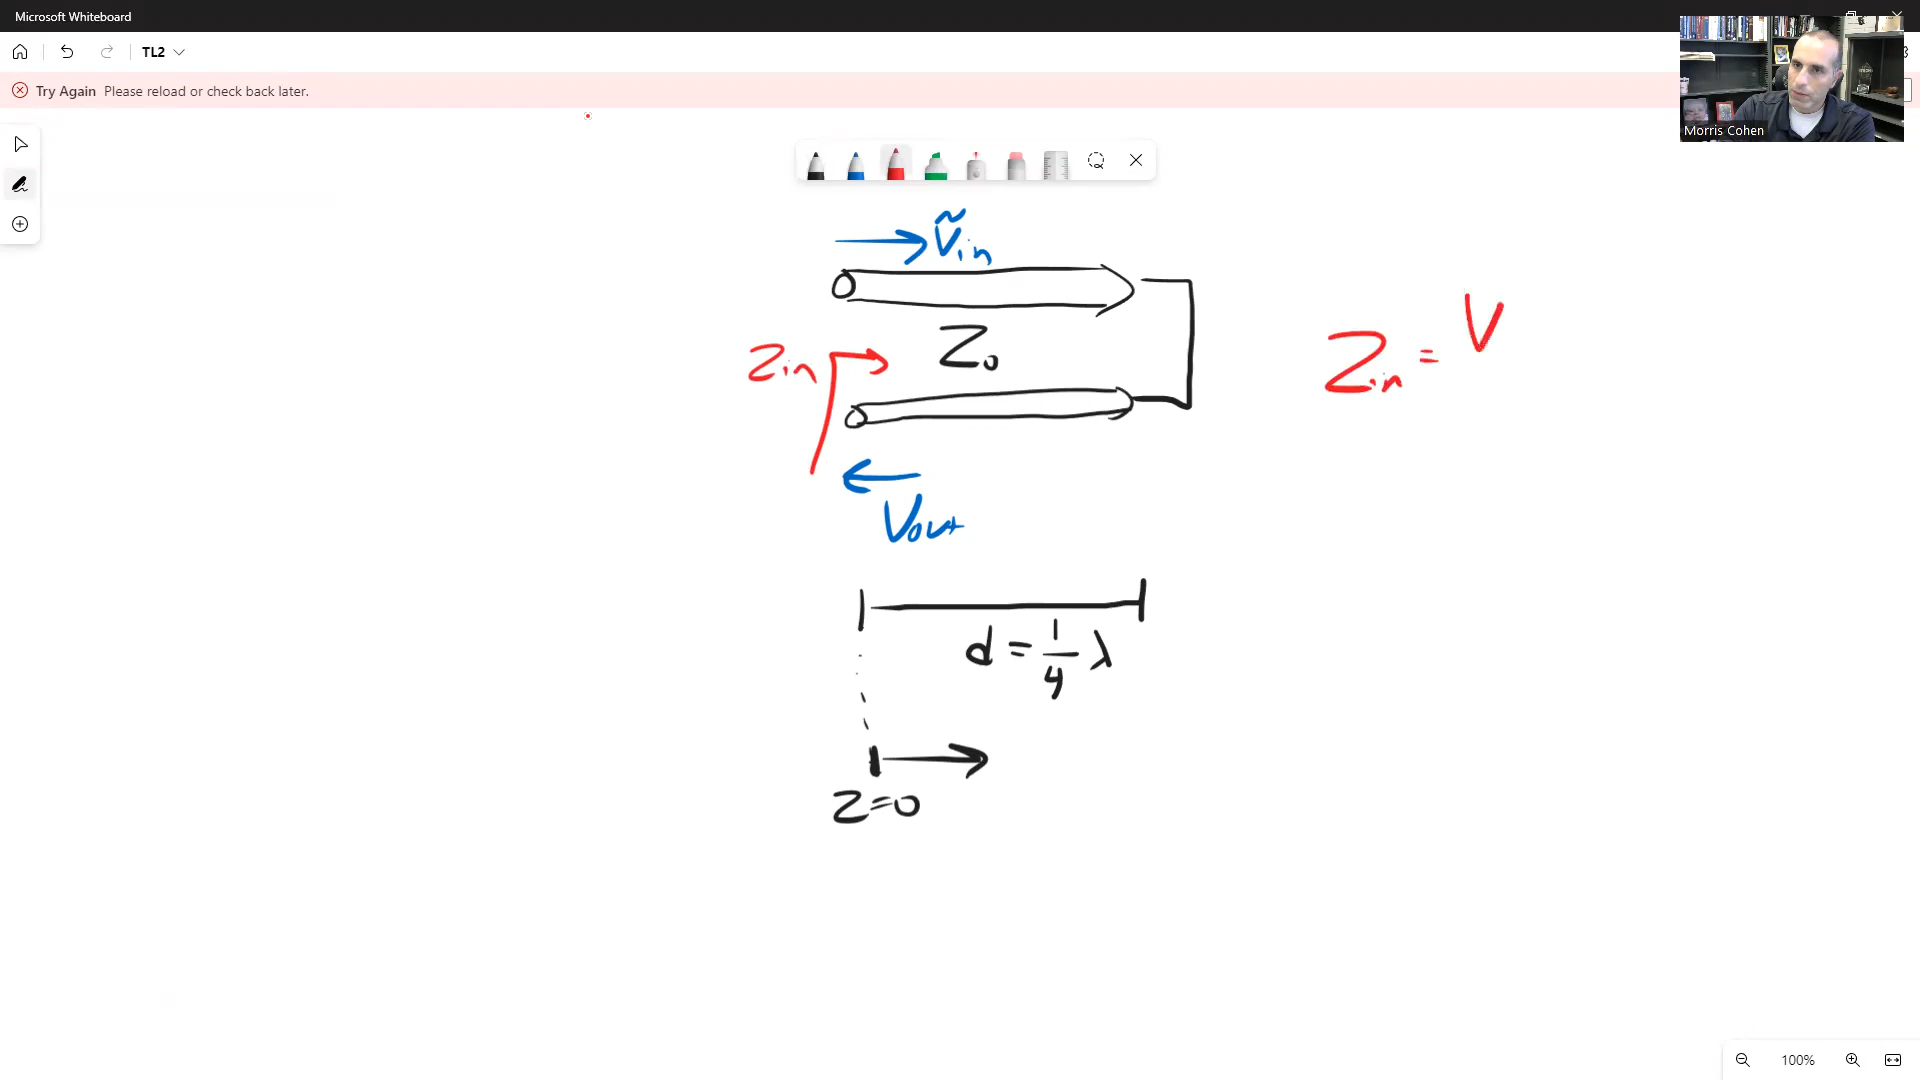 Microsoft Whiteboard
TL2
Try Again Please reload or check back later.
Morris Cohen
Ṽin
Z0
Zin
Zin = V
Vout
d = 1/4 λ
z=0
100%